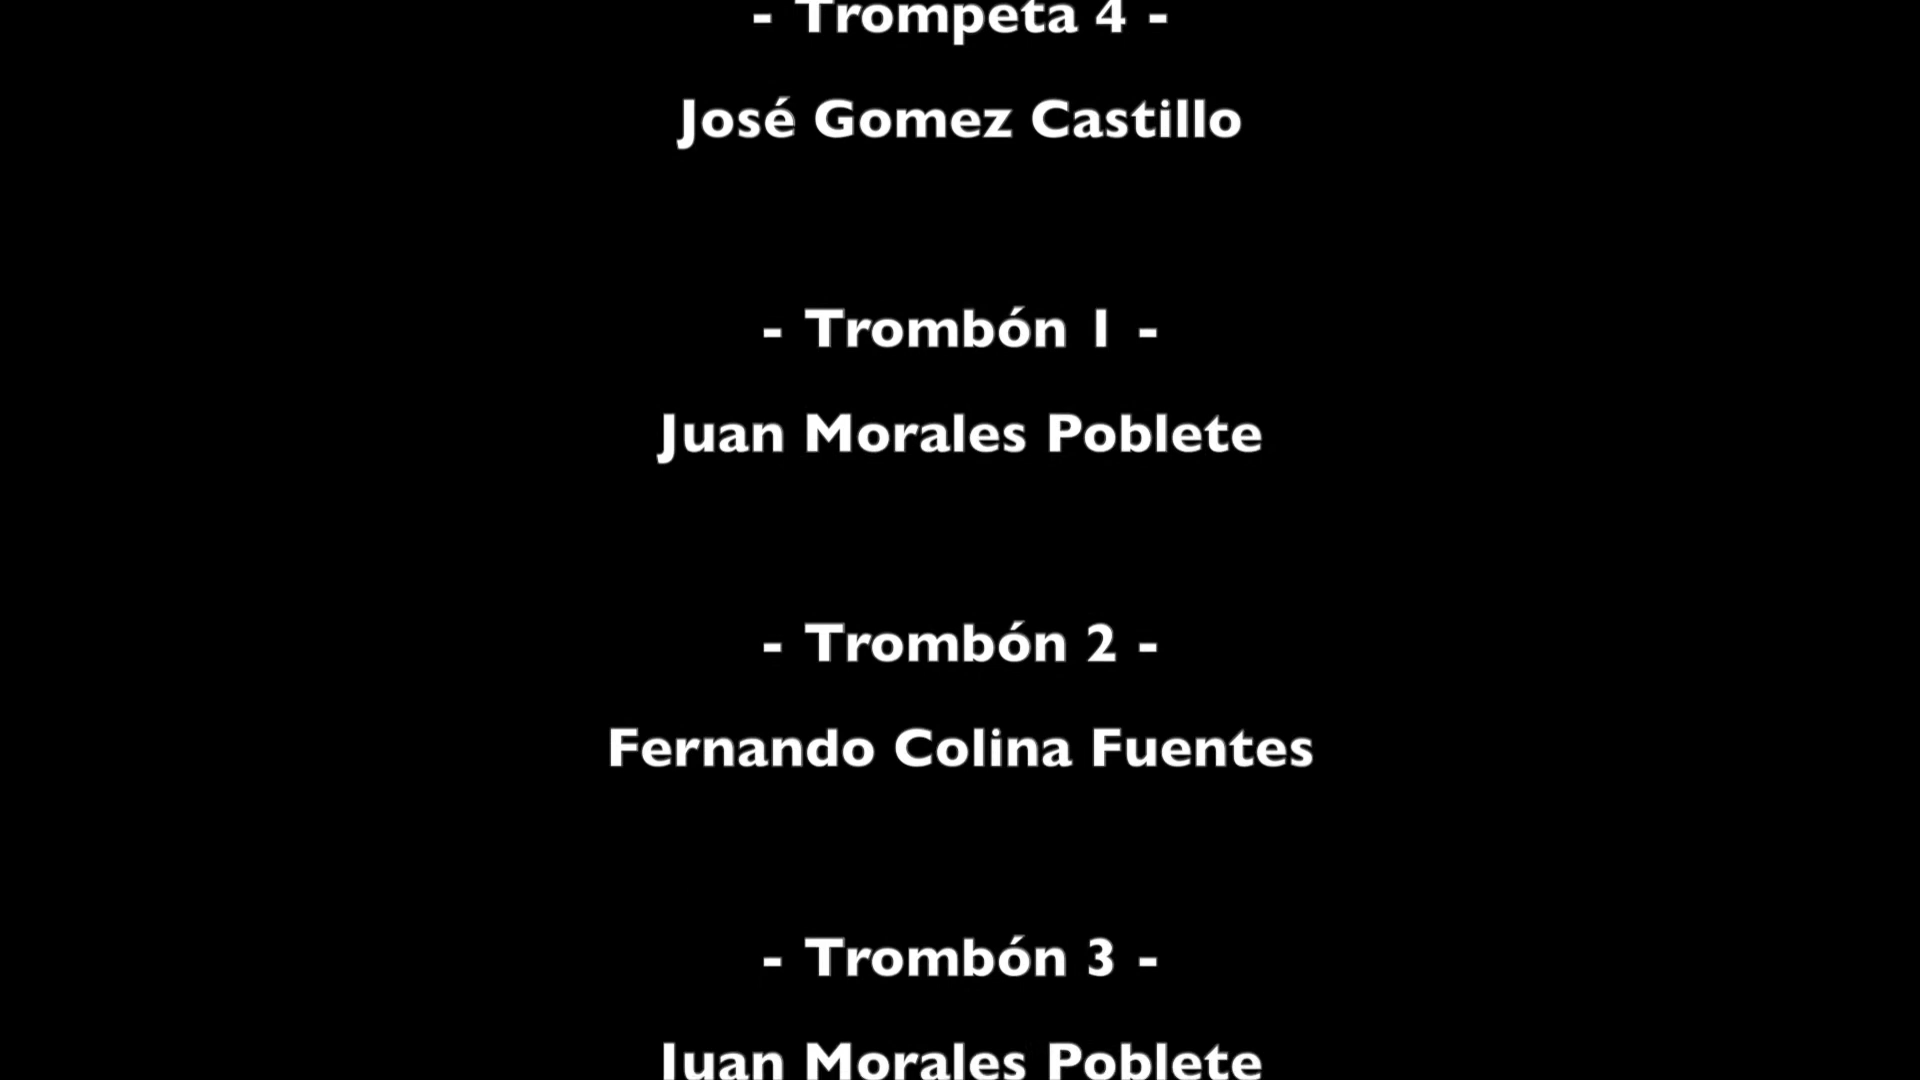 - Trompeta 4 -
José Gomez Castillo
- Trombón 1 -
Juan Morales Poblete
- Trombón 2 -
Fernando Colina Fuentes
- Trombón 3 -
Juan Morales Poblete